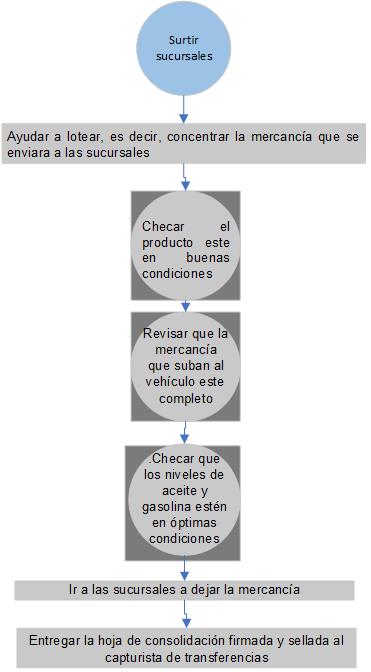 Surtir
sucursales
Ayudar a lotear, es decir, concentrar la mercancía que se
enviara a las sucursales
Checar el
producto este
en buenas
condiciones
Revisar que la
mercancía
que suban al
vehículo este
completo
.Checar que
los niveles de
aceite y
gasolina estén
en óptimas
condiciones
Ir a las sucursales a dejar la mercancía
Entregar la hoja de consolidación firmada y sellada al
capturista de transferencias